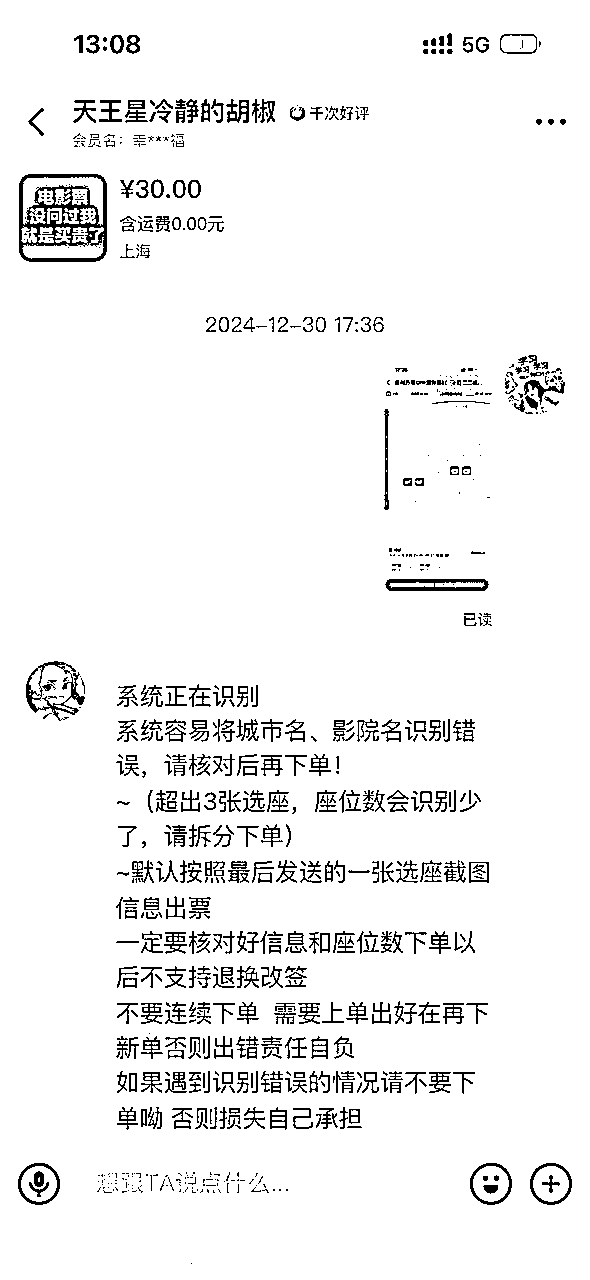 13:08
5G
天王星冷静的胡椒 千次好评
会员名：乖***福
电影票
没问过我
就是买贵了
¥30.00
含运费0.00元
上海
2024-12-30 17:36
学习
学习 学习
已读
系统正在识别
系统容易将城市名、影院名识别错
误，请核对后再下单！
~（超出3张选座，座位数会识别少
了，请拆分下单）
~默认按照最后发送的一张选座截图
信息出票
一定要核对好信息和座位数下单以
后不支持退换改签
不要连续下单 需要上单出好在再下
新单否则出错责任自负
如果遇到识别错误的情况请不要下
单呦 否则损失自己承担
想跟TA说点什么...